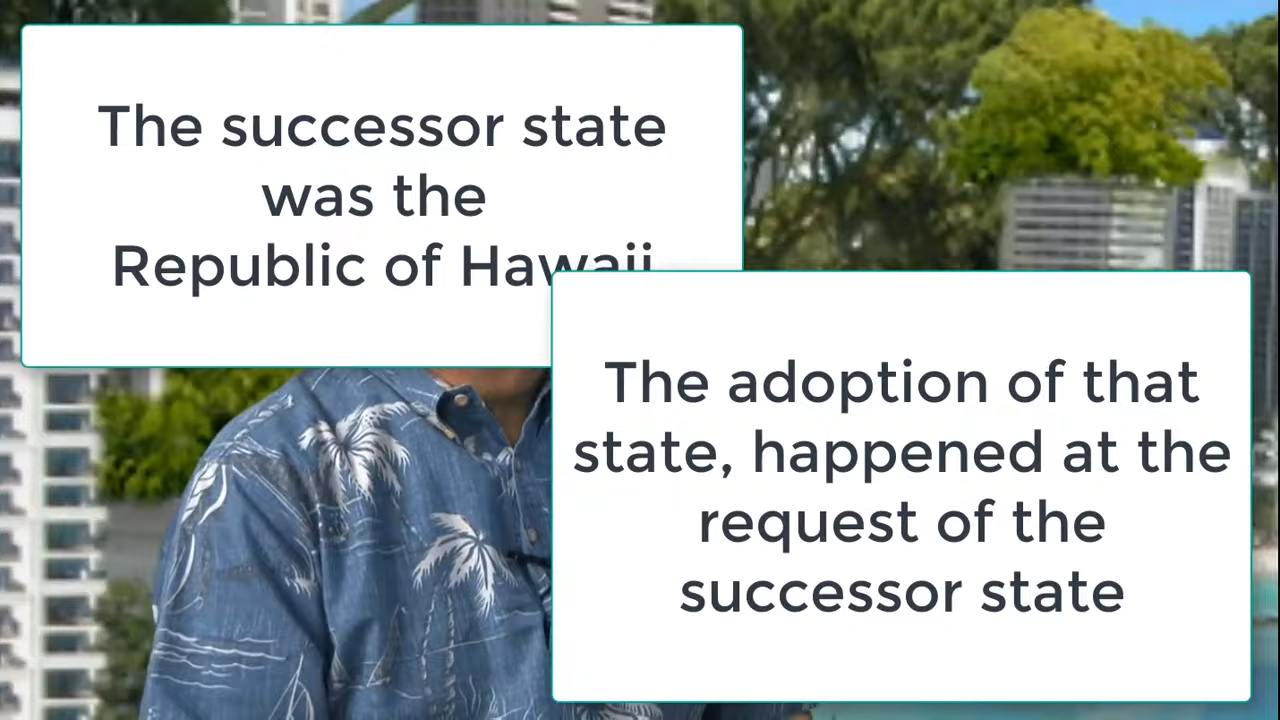 The successor state
was the
Republic of Hawaii
The adoption of that
state, happened at the
request of the
successor state